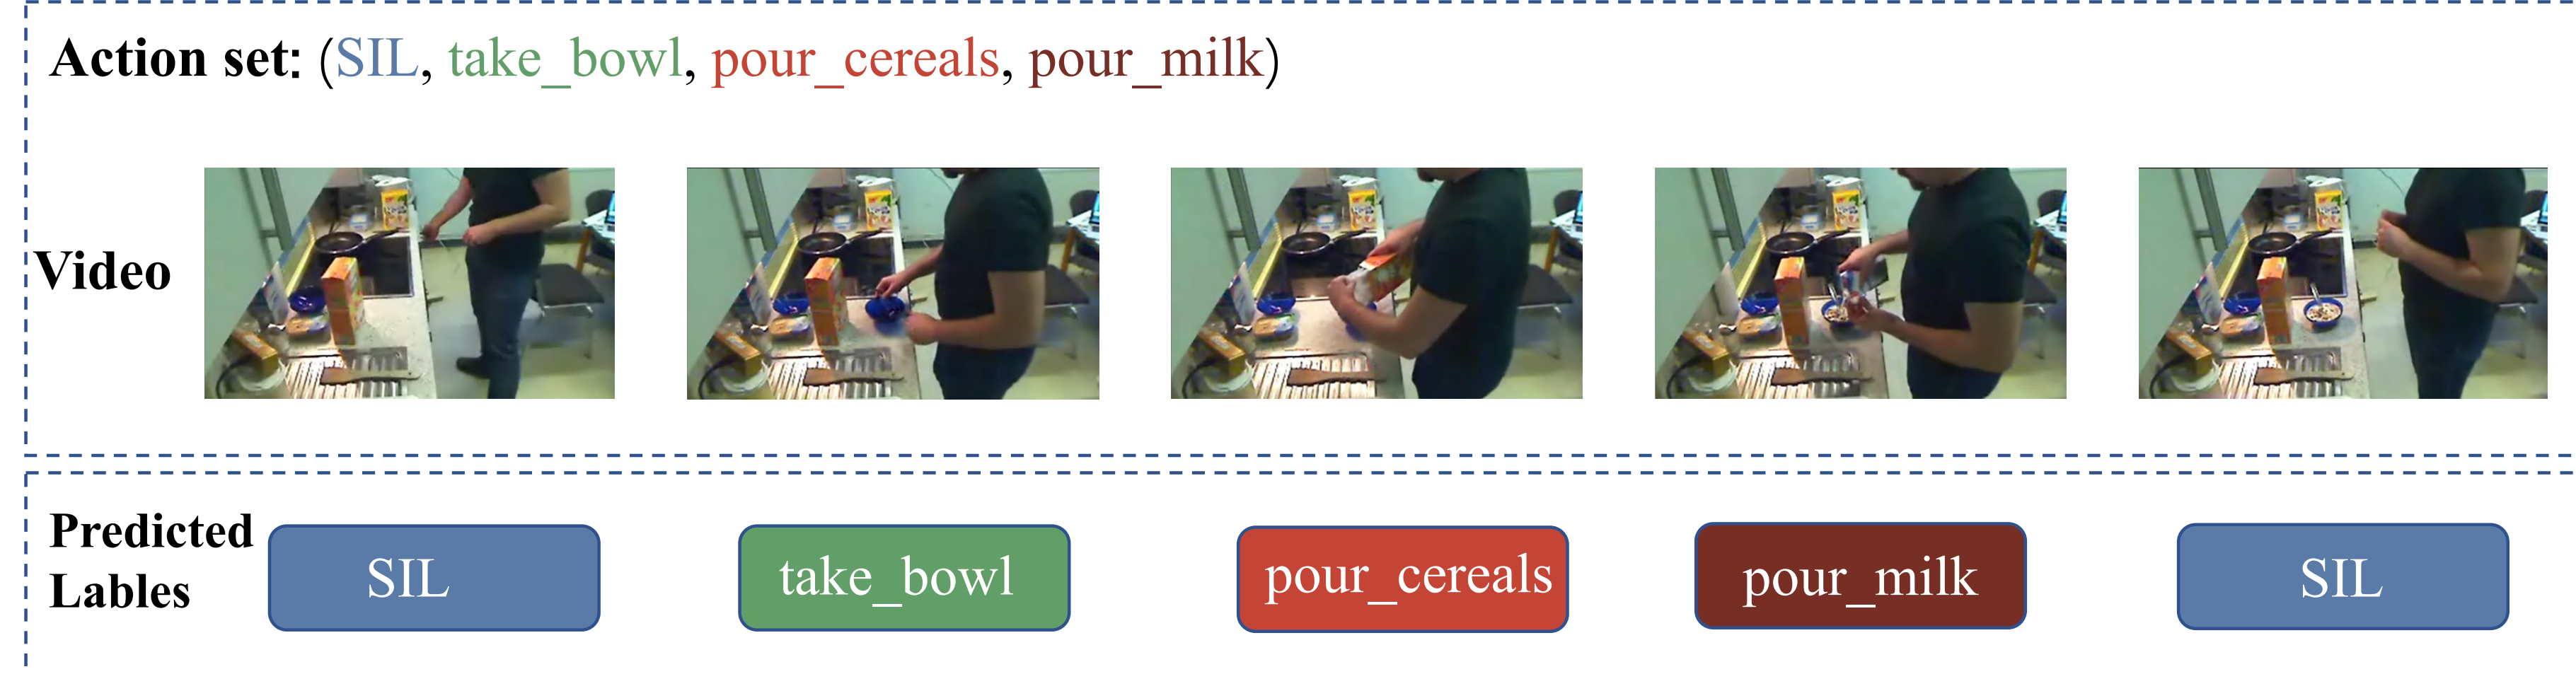 Action set: (SIL, take_bowl, pour_cereals, pour_milk)
Video
Predicted
Lables
SIL
take_bowl
pour_cereals
pour_milk
SIL